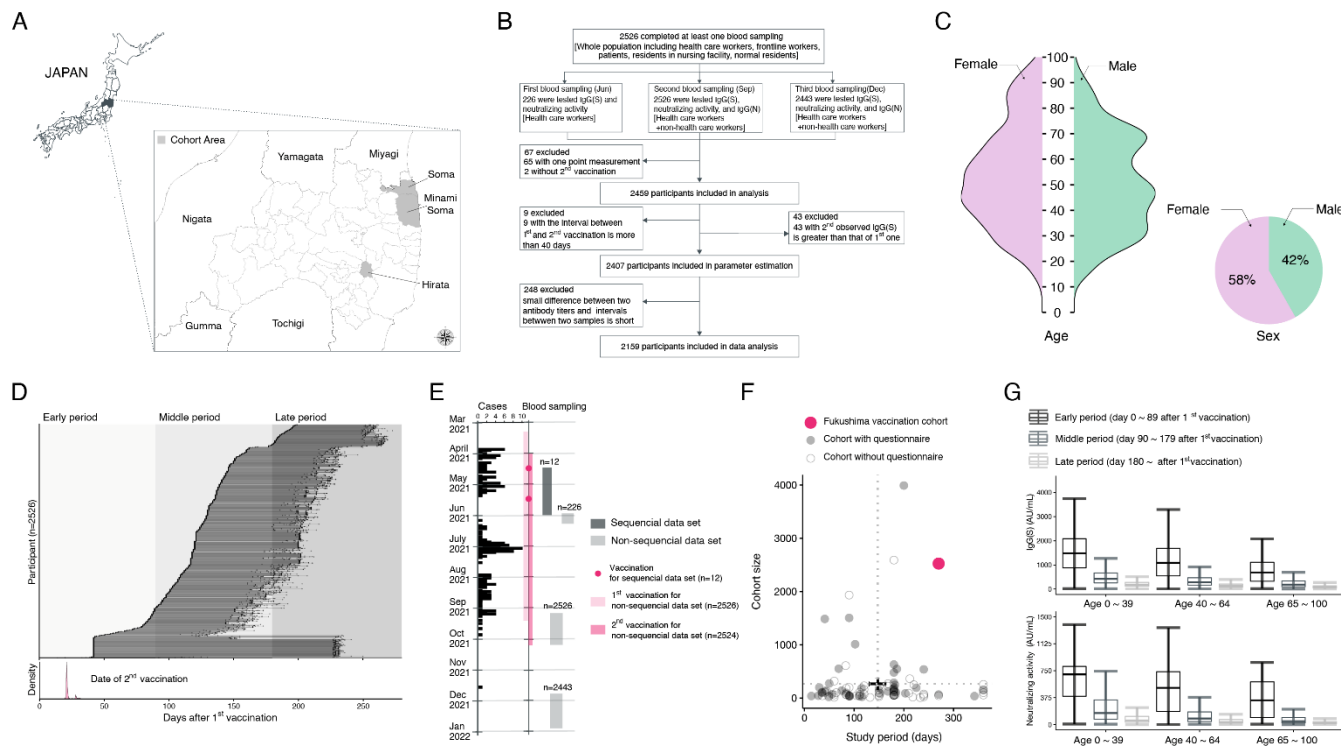 A
JAPAN
Cohort Area
Yamagata
Miyagi
Soma
Minami
Soma
Nigata
Hirata
Gumma
Tochigi
B
2526 completed at least one blood sampling
[Whole population including health care workers, frontline workers,
patients, residents in nursing facility, normal residents]
First blood sampling (Jun)
226 were tested IgG(S) and
neutralizing activity
[Health care workers]
Second blood sampling (Sep)
2526 were tested IgG(S),
neutralizing activity, and IgG(N)
[Health care workers
+non-health care workers]
Third blood sampling(Dec)
2443 were tested IgG(S),
neutralizing activity, and IgG(N)
[Health care workers
+non-health care workers]
67 excluded
65 with one point measurement
2 without 2nd vaccination
2459 participants included in analysis
9 excluded
9 with the interval between
1st and 2nd vaccination is more
than 40 days
43 excluded
43 with 2nd observed IgG(S)
is greater than that of 1st one
2407 participants included in parameter estimation
248 excluded
small difference between two
antibody titers and intervals
betwween two samples is short
2159 participants included in data analysis
C
Female
Male
100
90
80
70
60
50
40
30
20
10
0
Age
Female
Male
42%
58%
Sex
D
Early period
Middle period
Late period
Participant (n=2526)
Density
Date of 2nd vaccination
0 50 100 150 200 250
Days after 1st vaccination
E
Cases
Blood sampling
0 2 4 6 8 10
Mar
2021
April
2021
May
2021
Jun
2021
July
2021
Aug
2021
Sep
2021
Oct
2021
Nov
2021
Dec
2021
Jan
2022
n=12
n=226
n=2526
n=2443
Sequencial data set
Non-sequencial data set
Vaccination
for sequencial data set (n=12)
1st vaccination for
non-sequencial data set (n=2526)
2nd vaccination for
non-sequencial data set (n=2524)
F
Fukushima vaccination cohort
Cohort with questionnaire
Cohort without questionnaire
Cohort size
4000
3000
2000
1000
0
0 100 200 300
Study period (days)
G
Early period (day 0 ~ 89 after 1 st vaccination)
Middle period (day 90 ~ 179 after 1st vaccination)
Late period (day 180 ~ after 1st vaccination)
IgG(S) (AU/mL)
4000
3000
2000
1000
0
Age 0 ~ 39
Age 40 ~ 64
Age 65 ~ 100
Neutralizing activity (AU/mL)
1500
1125
750
375
0
Age 0 ~ 39
Age 40 ~ 64
Age 65 ~ 100